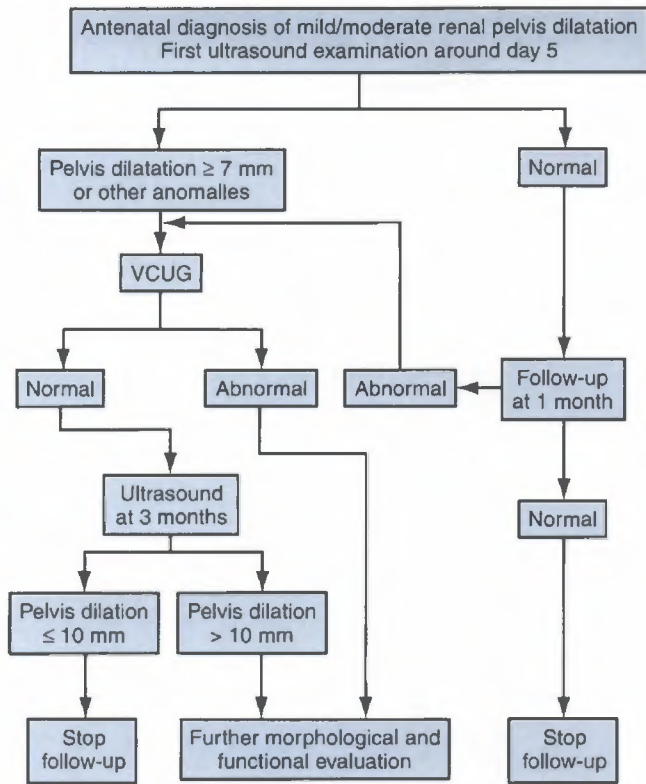 Antenatal diagnosis of mild/moderate renal pelvis dilatation
First ultrasound examination around day 5
Pelvis dilatation ≥ 7 mm
or other anomalles
Normal
VCUG
Normal
Abnormal
Abnormal
Follow-up
at 1 month
Ultrasound
at 3 months
Normal
Pelvis dilation
≤ 10 mm
Pelvis dilation
> 10 mm
Stop
follow-up
Further morphological and
functional evaluation
Stop
follow-up